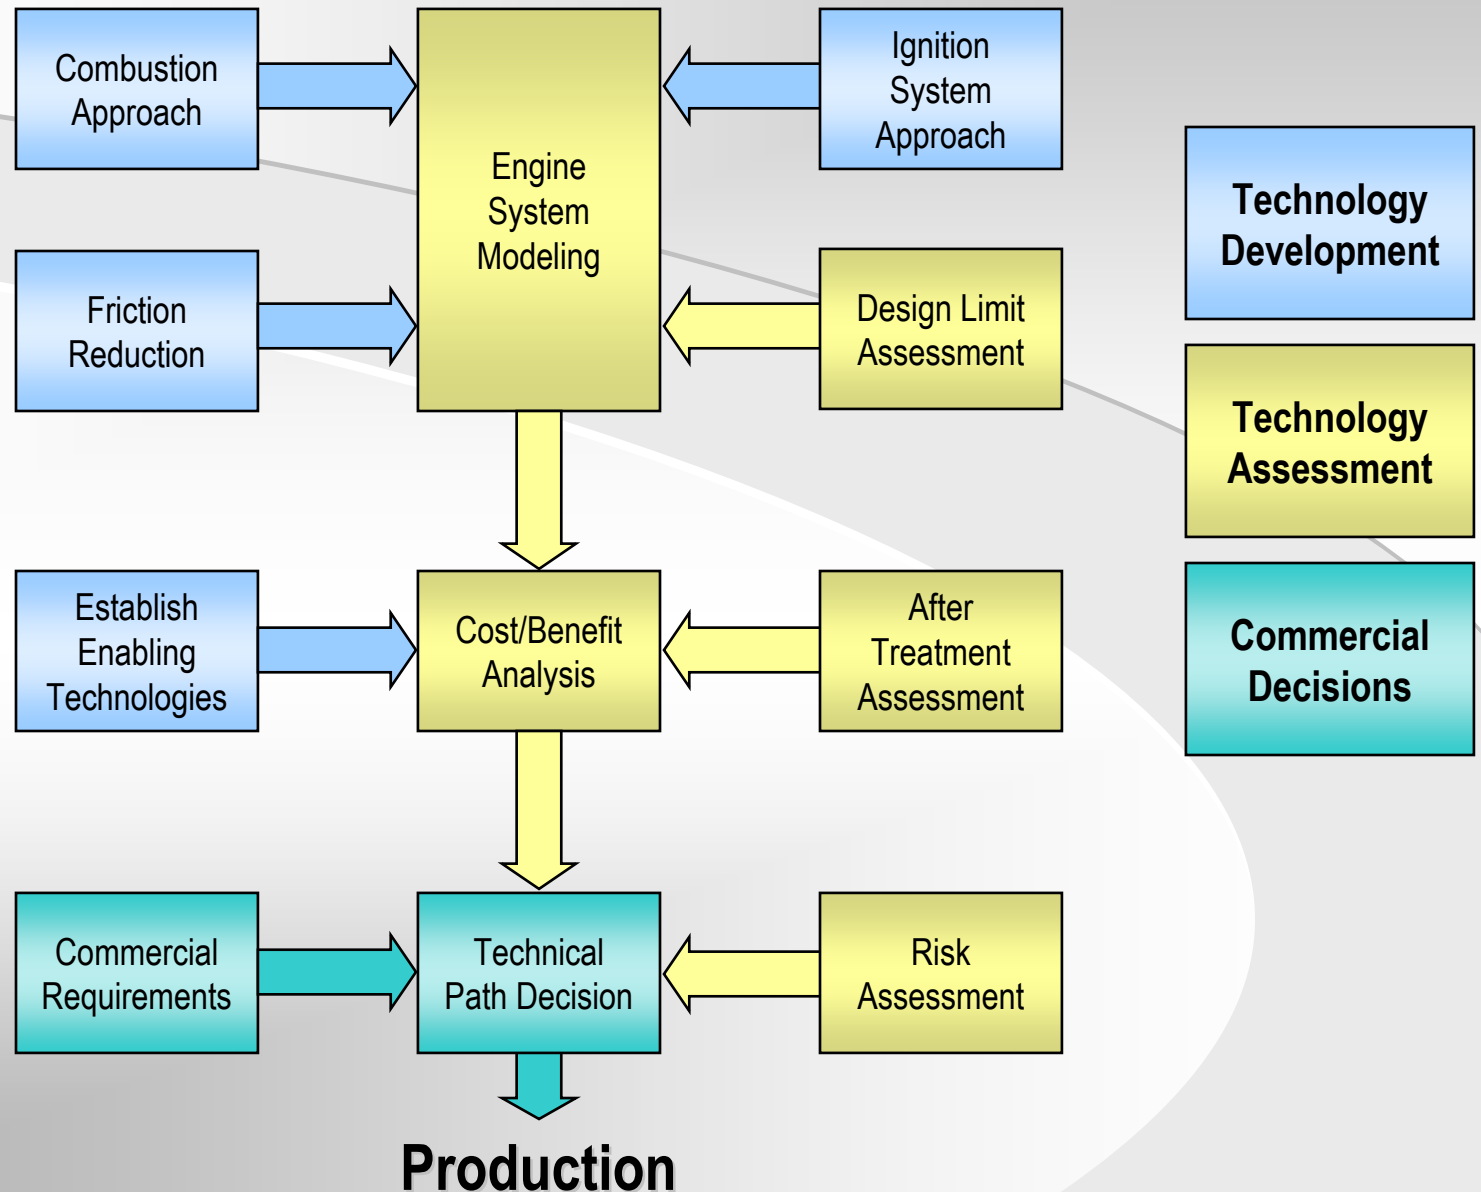 Combustion
Approach
Engine
System
Modeling
Ignition
System
Approach
Friction
Reduction
Design Limit
Assessment
Establish
Enabling
Technologies
Cost/Benefit
Analysis
After
Treatment
Assessment
Commercial
Requirements
Technical
Path Decision
Risk
Assessment
Production
Technology
Development
Technology
Assessment
Commercial
Decisions